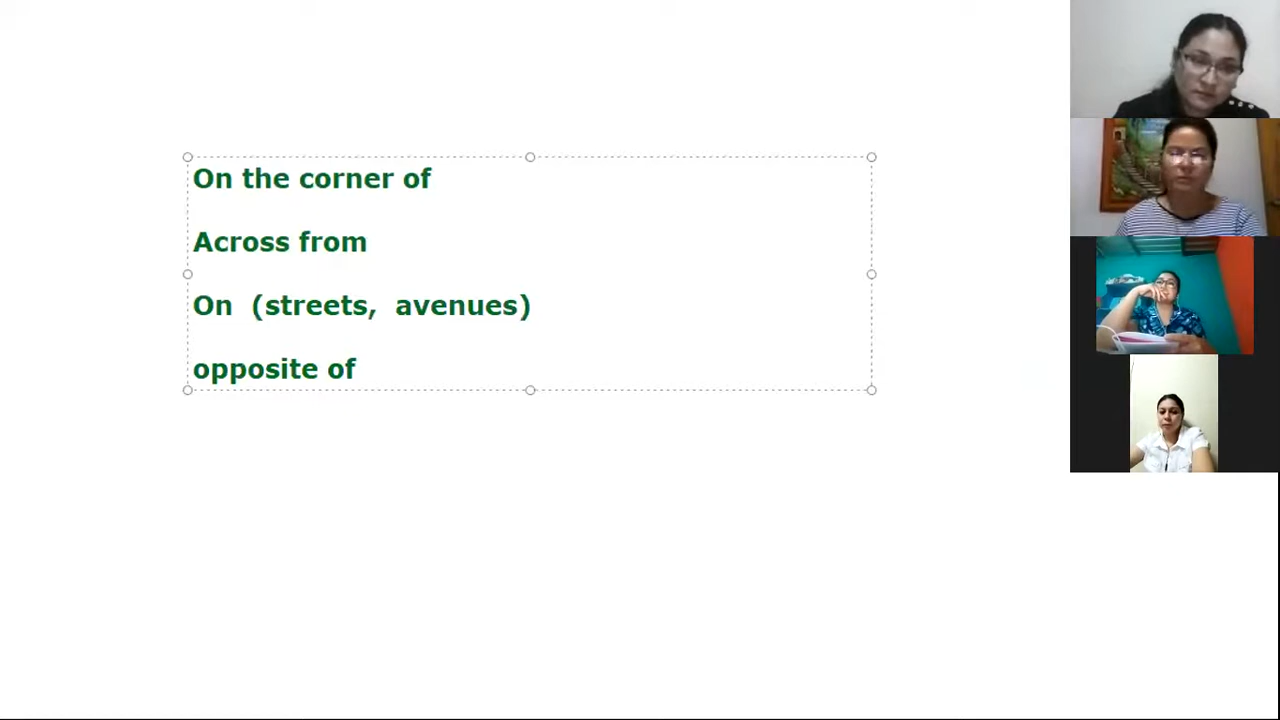 On the corner of
Across from
On (streets, avenues)
opposite of